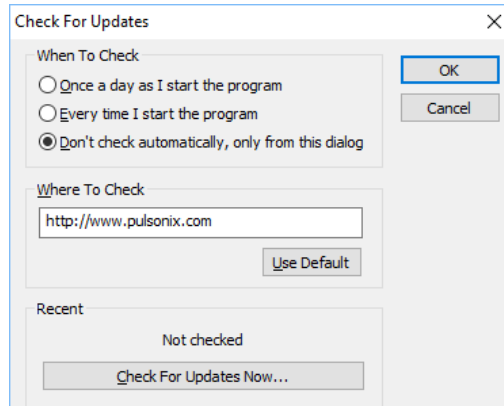 Check For Updates
When To Check
Once a day as I start the program
Every time I start the program
Don't check automatically, only from this dialog
OK
Cancel
Where To Check
http://www.pulsonix.com
Use Default
Recent
Not checked
Check For Updates Now...